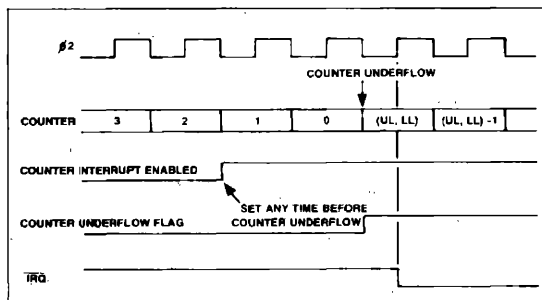 ϕ2
COUNTER UNDERFLOW
COUNTER 3 2 1 0 (UL, LL) (UL, LL) -1
COUNTER INTERRUPT ENABLED
SET ANY TIME BEFORE
COUNTER UNDERFLOW
COUNTER UNDERFLOW FLAG
IRQ